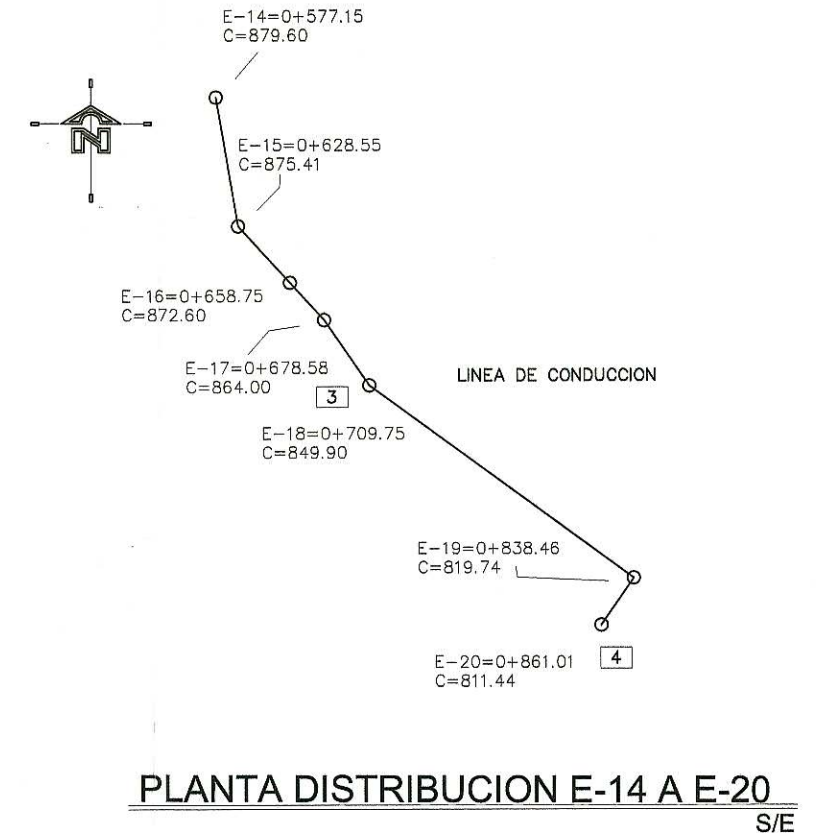 E-14=0+577.15
C=879.60
N
E-15=0+628.55
C=875.41
E-16=0+658.75
C=872.60
E-17=0+678.58
C=864.00
3
LINEA DE CONDUCCION
E-18=0+709.75
C=849.90
E-19=0+838.46
C=819.74
E-20=0+861.01
C=811.44
4
PLANTA DISTRIBUCION E-14 A E-20
S/E